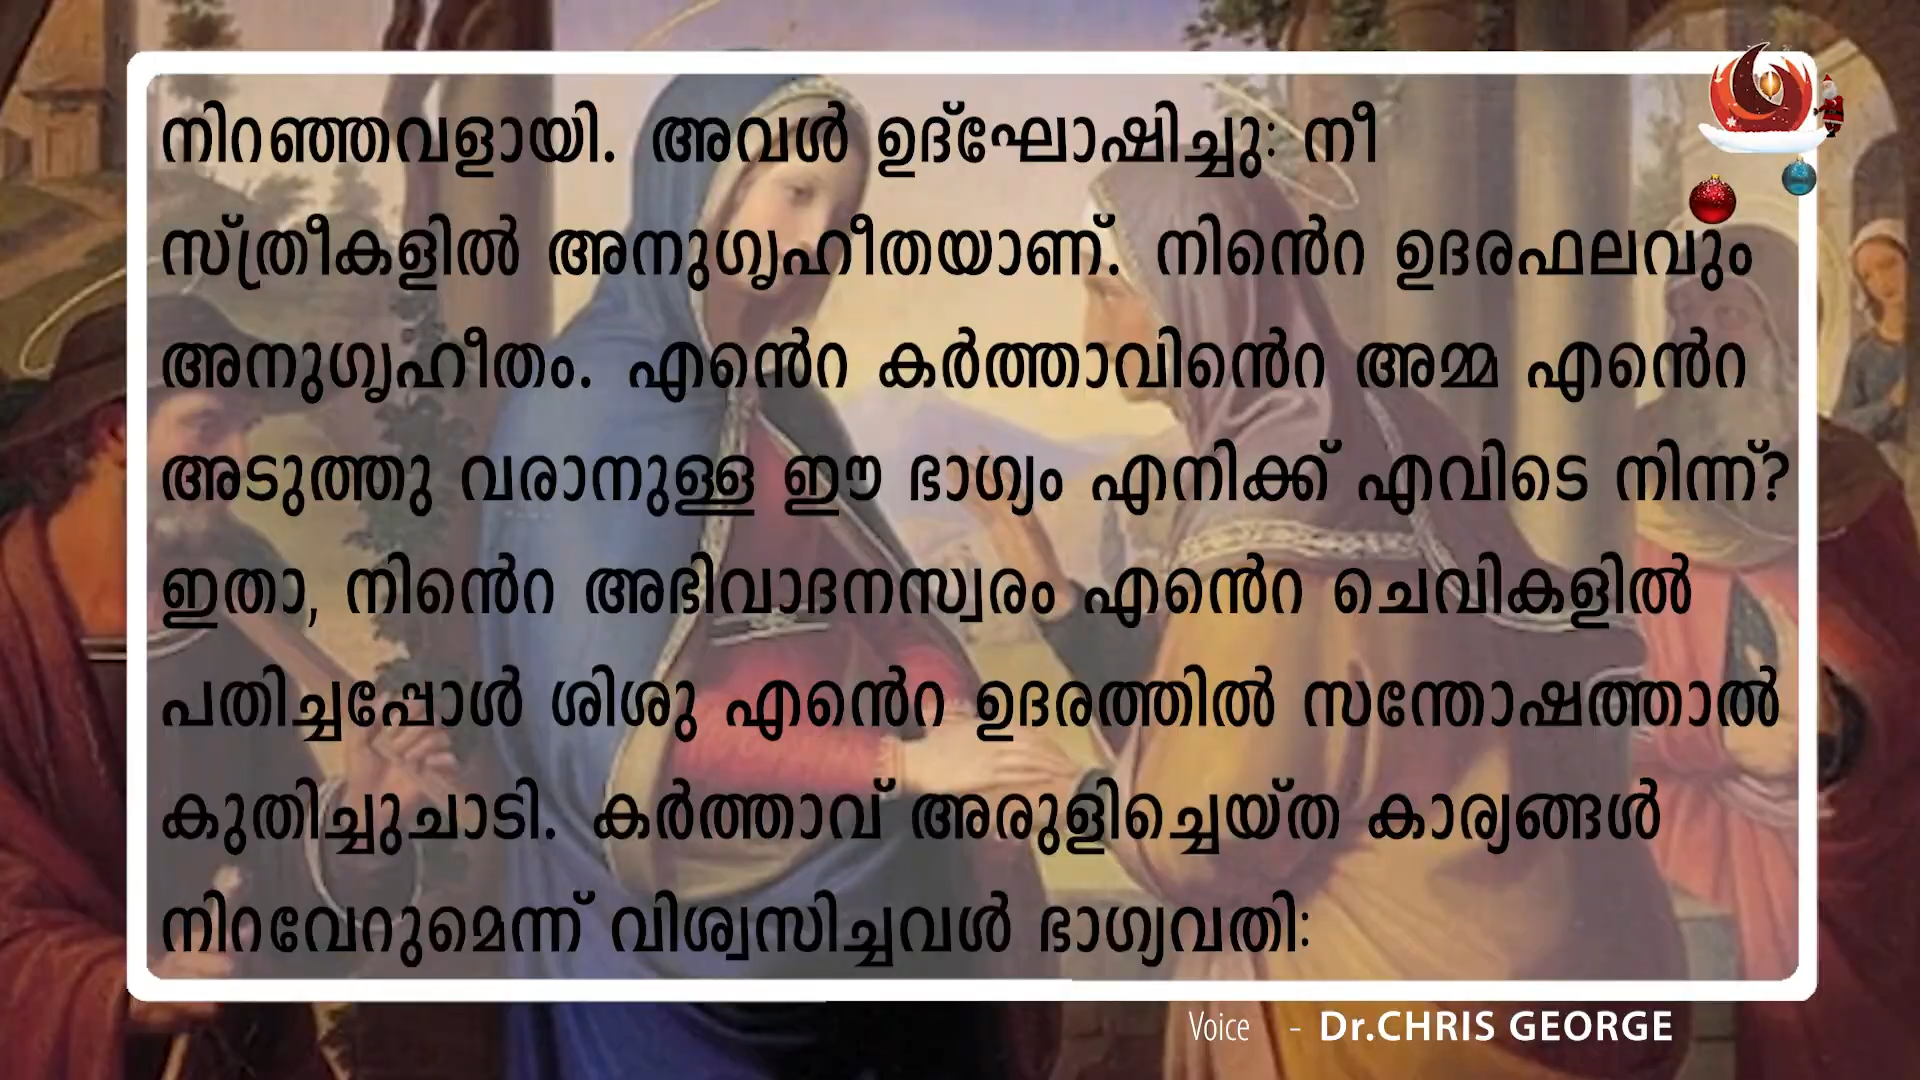 നിറഞ്ഞവളായി. അവൾ ഉദ്ഘോഷിച്ചു: നീ
സ്ത്രീകളിൽ അനുഗൃഹീതയാണ്. നിൻെറ ഉദരഫലവും
അനുഗൃഹീതം. എൻെറ കർത്താവിൻെറ അമ്മ എൻെറ
അടുത്തു വരാനുള്ള ഈ ഭാഗ്യം എനിക്ക് എവിടെ നിന്ന്?
ഇതാ, നിൻെറ അഭിവാദനസ്വരം എൻെറ ചെവികളിൽ
പതിച്ചപ്പോൾ ശിശു എൻെറ ഉദരത്തിൽ സന്തോഷത്താൽ
കുതിച്ചുചാടി. കർത്താവ് അരുളിച്ചെയ്ത കാര്യങ്ങൾ
നിറവേറുമെന്ന് വിശ്വസിച്ചവൾ ഭാഗ്യവതി:
Voice - Dr.CHRIS GEORGE